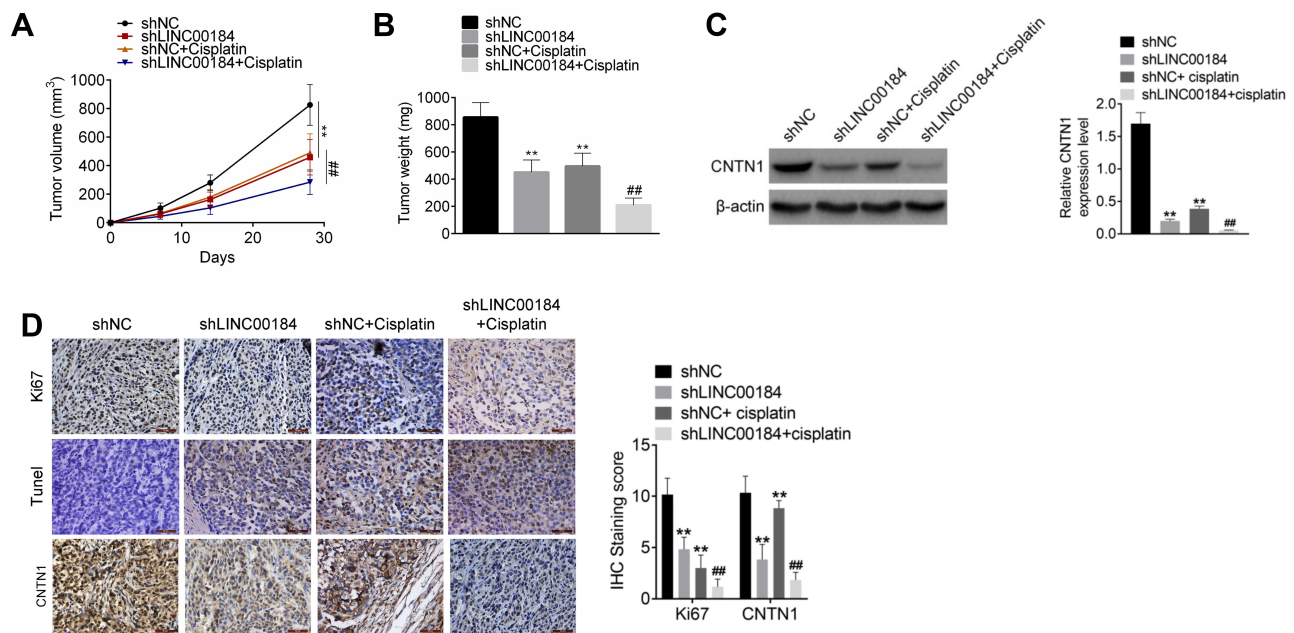 A
shNC
shLINC00184
shNC+Cisplatin
shLINC00184+Cisplatin
Tumor volume (mm³)
1000
800
600
400
200
0
0
10
20
30
Days
**
##
B
shNC
shLINC00184
shNC+Cisplatin
shLINC00184+Cisplatin
Tumor weight (mg)
1000
800
600
400
200
0
**
**
##
C
shNC
shLINC00184
shNC+Cisplatin
shLINC00184+Cisplatin
CNTN1
β-actin
shNC
shLINC00184
shNC+ cisplatin
shLINC00184+cisplatin
Relative CNTN1
expression level
2.0
1.5
1.0
0.5
0.0
**
**
##
D
shNC
shLINC00184
shNC+Cisplatin
shLINC00184
+Cisplatin
Ki67
Tunel
CNTN1
shNC
shLINC00184
shNC+ cisplatin
shLINC00184+cisplatin
IHC Staining score
15
10
5
0
**
**
##
**
**
##
Ki67
CNTN1